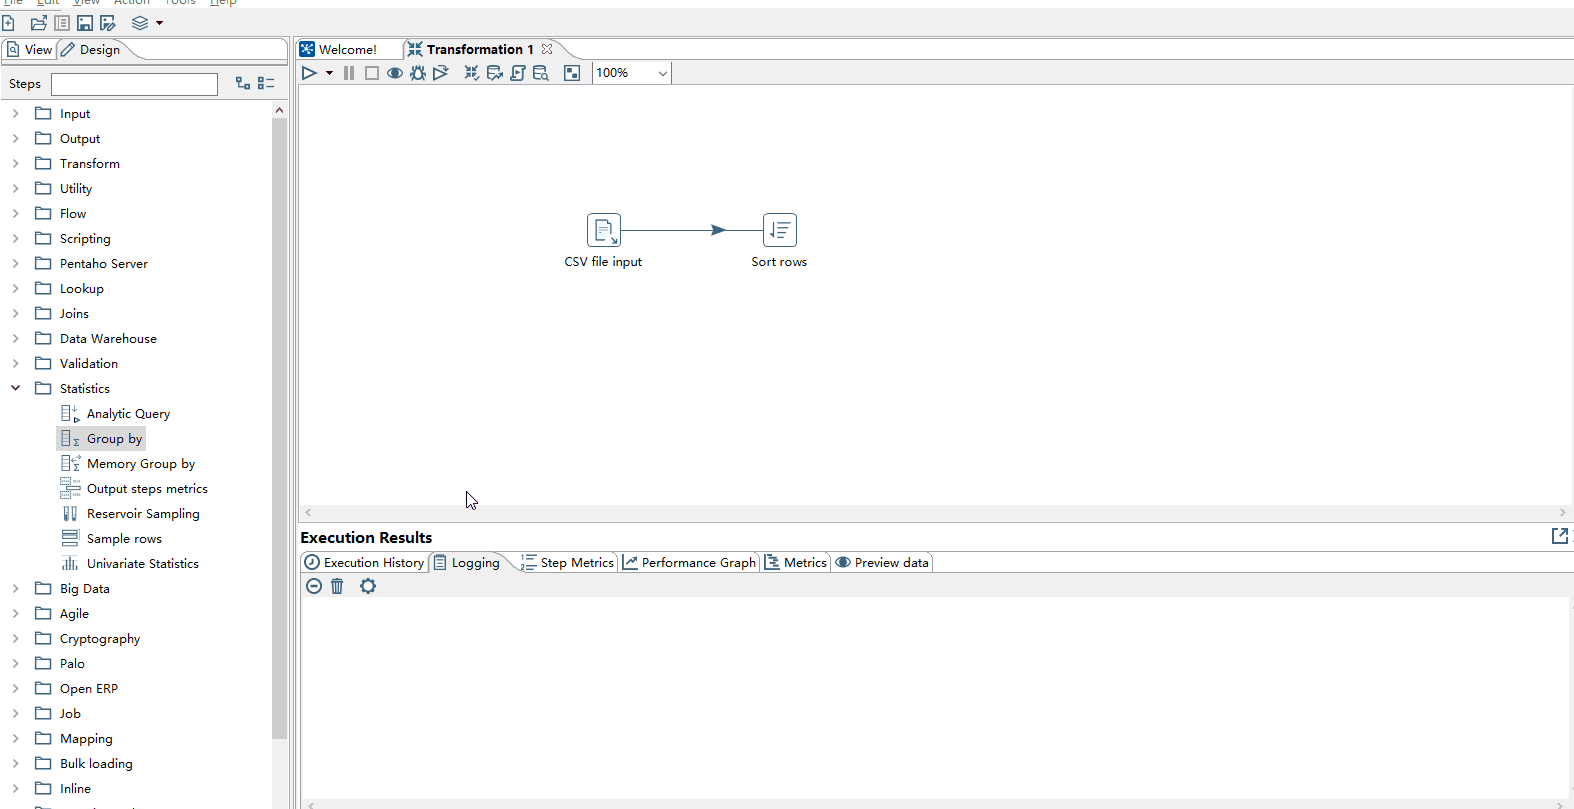 File Edit View Action Tools Help
View Design
Steps
Input
Output
Transform
Utility
Flow
Scripting
Pentaho Server
Lookup
Joins
Data Warehouse
Validation
Statistics
Analytic Query
Group by
Memory Group by
Output steps metrics
Reservoir Sampling
Sample rows
Univariate Statistics
Big Data
Agile
Cryptography
Palo
Open ERP
Job
Mapping
Bulk loading
Inline
Welcome! Transformation 1
100%
CSV file input Sort rows
Execution Results
Execution History Logging Step Metrics Performance Graph Metrics Preview data